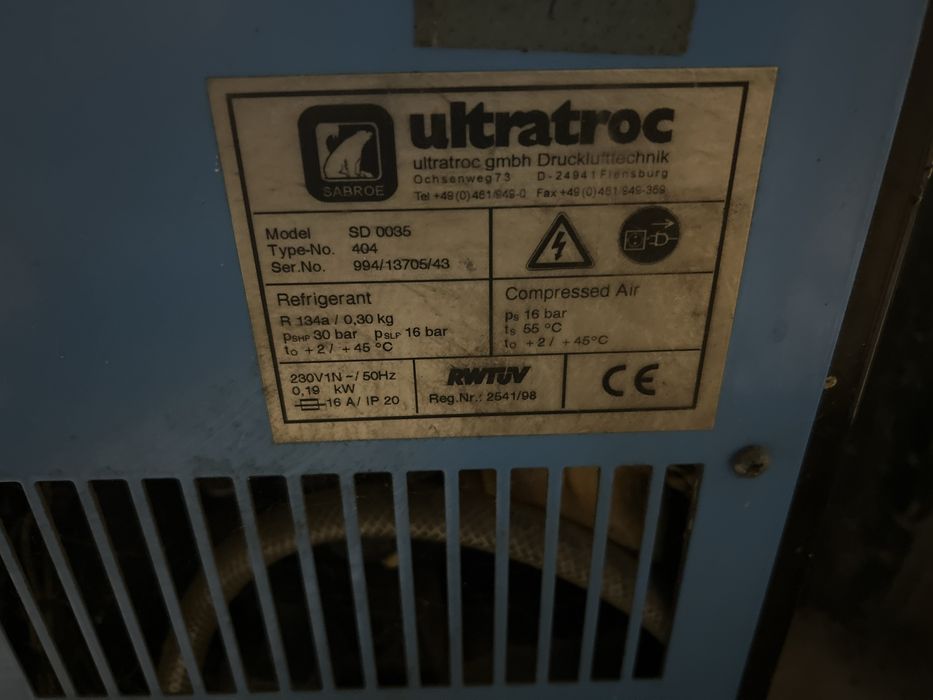 SABROE
ultratroc
ultratroc gmbh Drucklufttechnik
Ochsenweg 73 D-24941 Flensburg
Tel +49 (0) 461/949-0 Fax +49 (0) 461/949-369
Model SD 0035
Type-No. 404
Ser.No. 994/13705/43
Refrigerant
R 134a / 0,30 kg
pSHP 30 bar pSLP 16 bar
to +2 / +45 °C
Compressed Air
ps 16 bar
ts 55 °C
to +2 / +45°C
230V1N ~ / 50Hz
0,19 kW
16 A / IP 20
RWTÜV
Reg.Nr.: 2541/98
CE